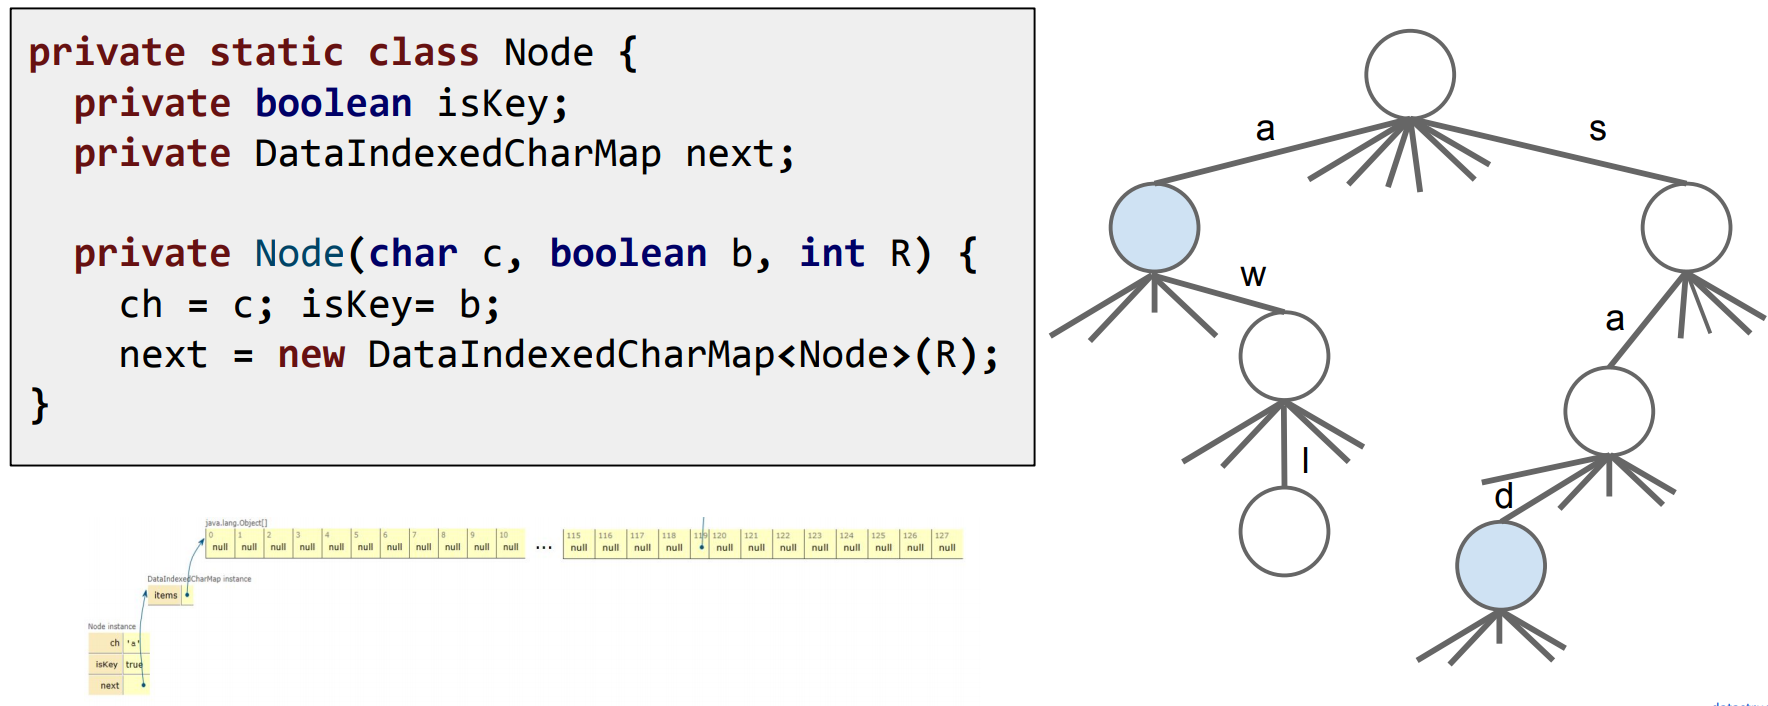 private static class Node {
private boolean isKey;
private DataIndexedCharMap next;
private Node(char c, boolean b, int R) {
ch = c; isKey= b;
next = new DataIndexedCharMap<Node>(R);
}
a
s
w
a
l
d
java.lang.Object[]
0 1 2 3 4 5 6 7 8 9 10
null null null null null null null null null null null
...
115 116 117 118 119 120 121 122 123 124 125 126 127
null null null null null null null null null null null null
DataIndexedCharMap instance
items
Node instance
ch 'a'
isKey true
next